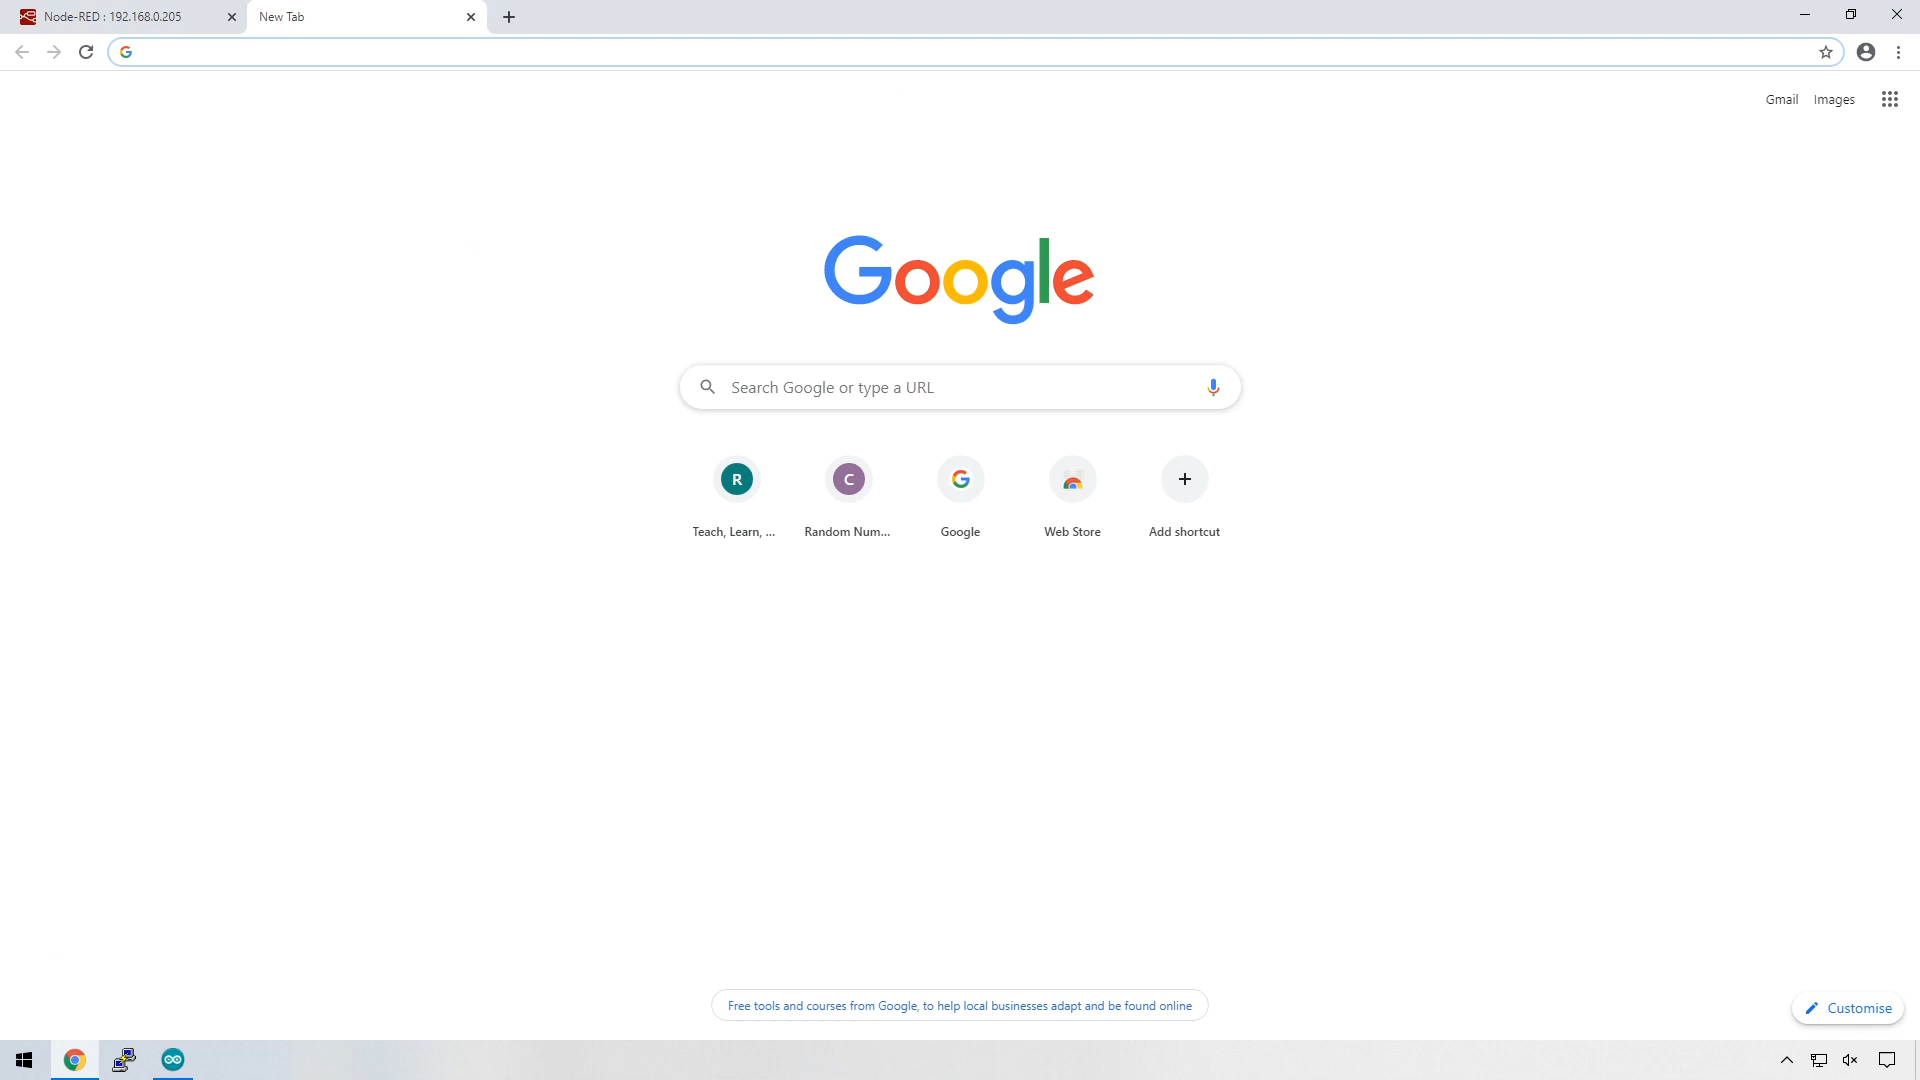 Node-RED : 192.168.0.205
New Tab
Gmail Images
Google
Search Google or type a URL
R
C
Teach, Learn, ...
Random Num...
Google
Web Store
Add shortcut
Free tools and courses from Google, to help local businesses adapt and be found online
Customise